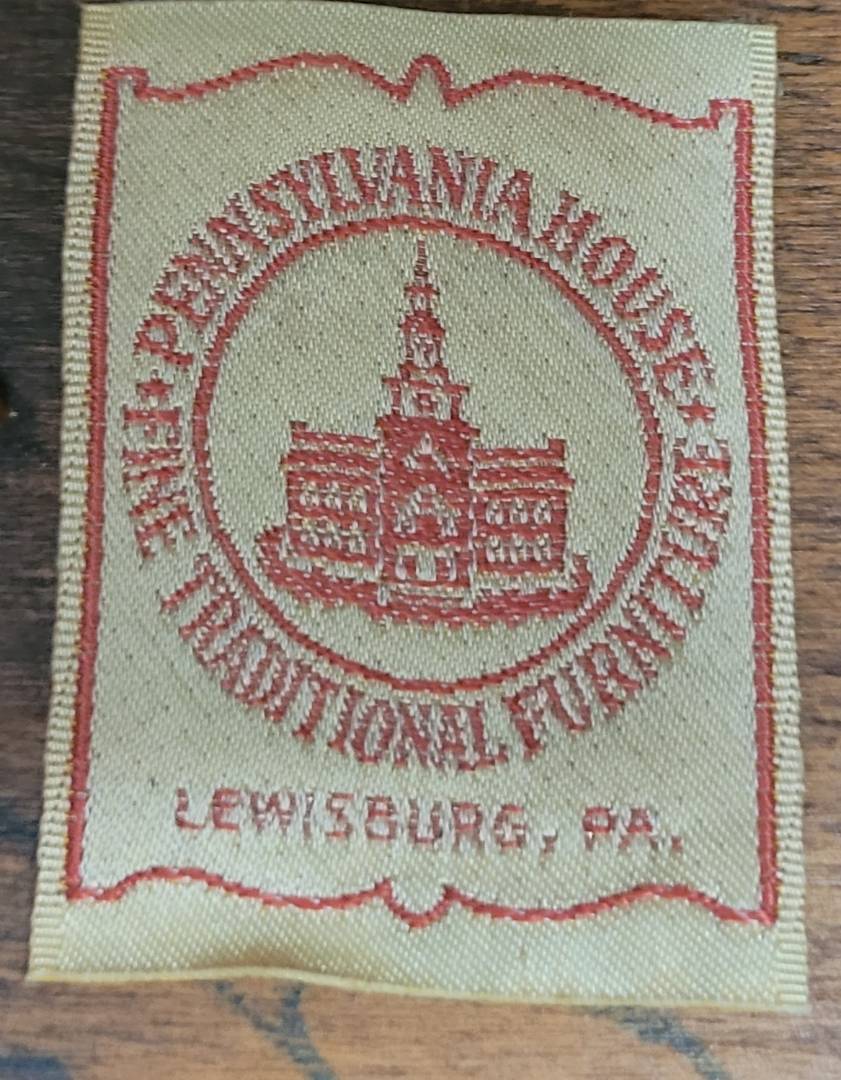 PENNSYLVANIA HOUSE
FINE TRADITIONAL FURNITURE
LEWISBURG, PA.